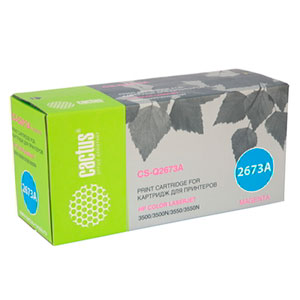 cactus
CS-Q2673A
PRINT CARTRIDGE FOR
КАРТРИДЖ ДЛЯ ПРИНТЕРОВ
HP COLOR LASERJET
3500/3500N/3550/3550N
2673A
MAGENTA